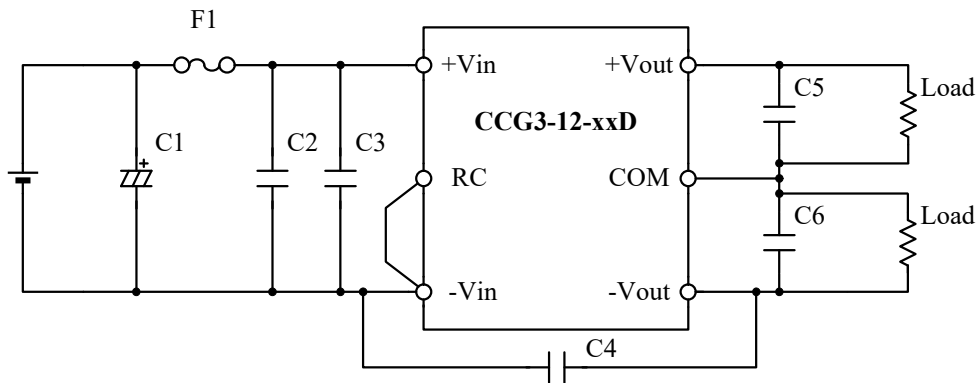 F1
+Vin
+Vout
C5
Load
CCG3-12-xxD
C1
C2
C3
RC
COM
C6
Load
-Vin
-Vout
C4